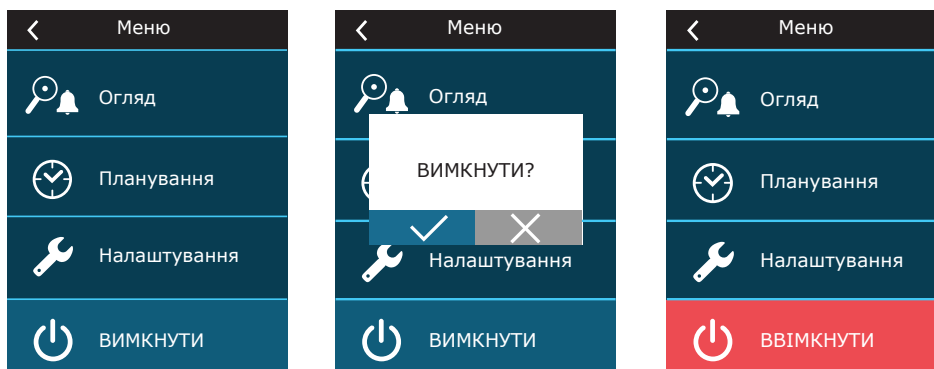 Меню
Огляд
Планування
Налаштування
ВИМКНУТИ
Меню
Огляд
ВИМКНУТИ?
Налаштування
ВИМКНУТИ
Меню
Огляд
Планування
Налаштування
ВВІМКНУТИ